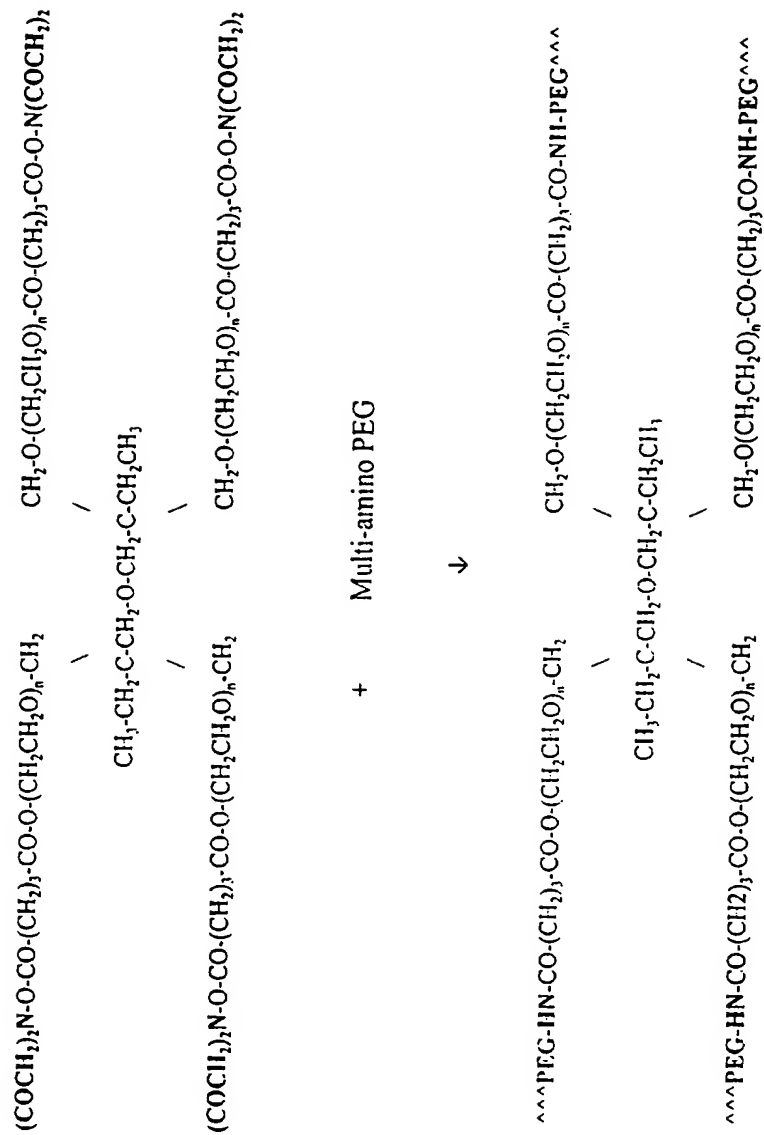 (COCH₂)₂N-O-CO-(CH₂)₃-CO-O-(CH₂CH₂O)ₙ-CH₂ CH₂-O-(CH₂CH₂O)ₙ-CO-(CH₂)₃-CO-O-N(COCH₂)₂
CH₃-CH₂-C-CH₂-O-CH₂-C-CH₂CH₃
(COCH₂)₂N-O-CO-(CH₂)₃-CO-O-(CH₂CH₂O)ₙ-CH₂ CH₂-O-(CH₂CH₂O)ₙ-CO-(CH₂)₃-CO-O-N(COCH₂)₂
+ Multi-amino PEG
↓
^^^PEG-HN-CO-(CH₂)₃-CO-O-(CH₂CH₂O)ₙ-CH₂ CH₂-O-(CH₂CH₂O)ₙ-CO-(CH₂)₃-CO-NH-PEG^^^
CH₃-CH₂-C-CH₂-O-CH₂-C-CH₂CH₃
^^^PEG-HN-CO-(CH2)₃-CO-O-(CH₂CH₂O)ₙ-CH₂ CH₂-O(CH₂CH₂O)ₙ-CO-(CH₂)₃CO-NH-PEG^^^